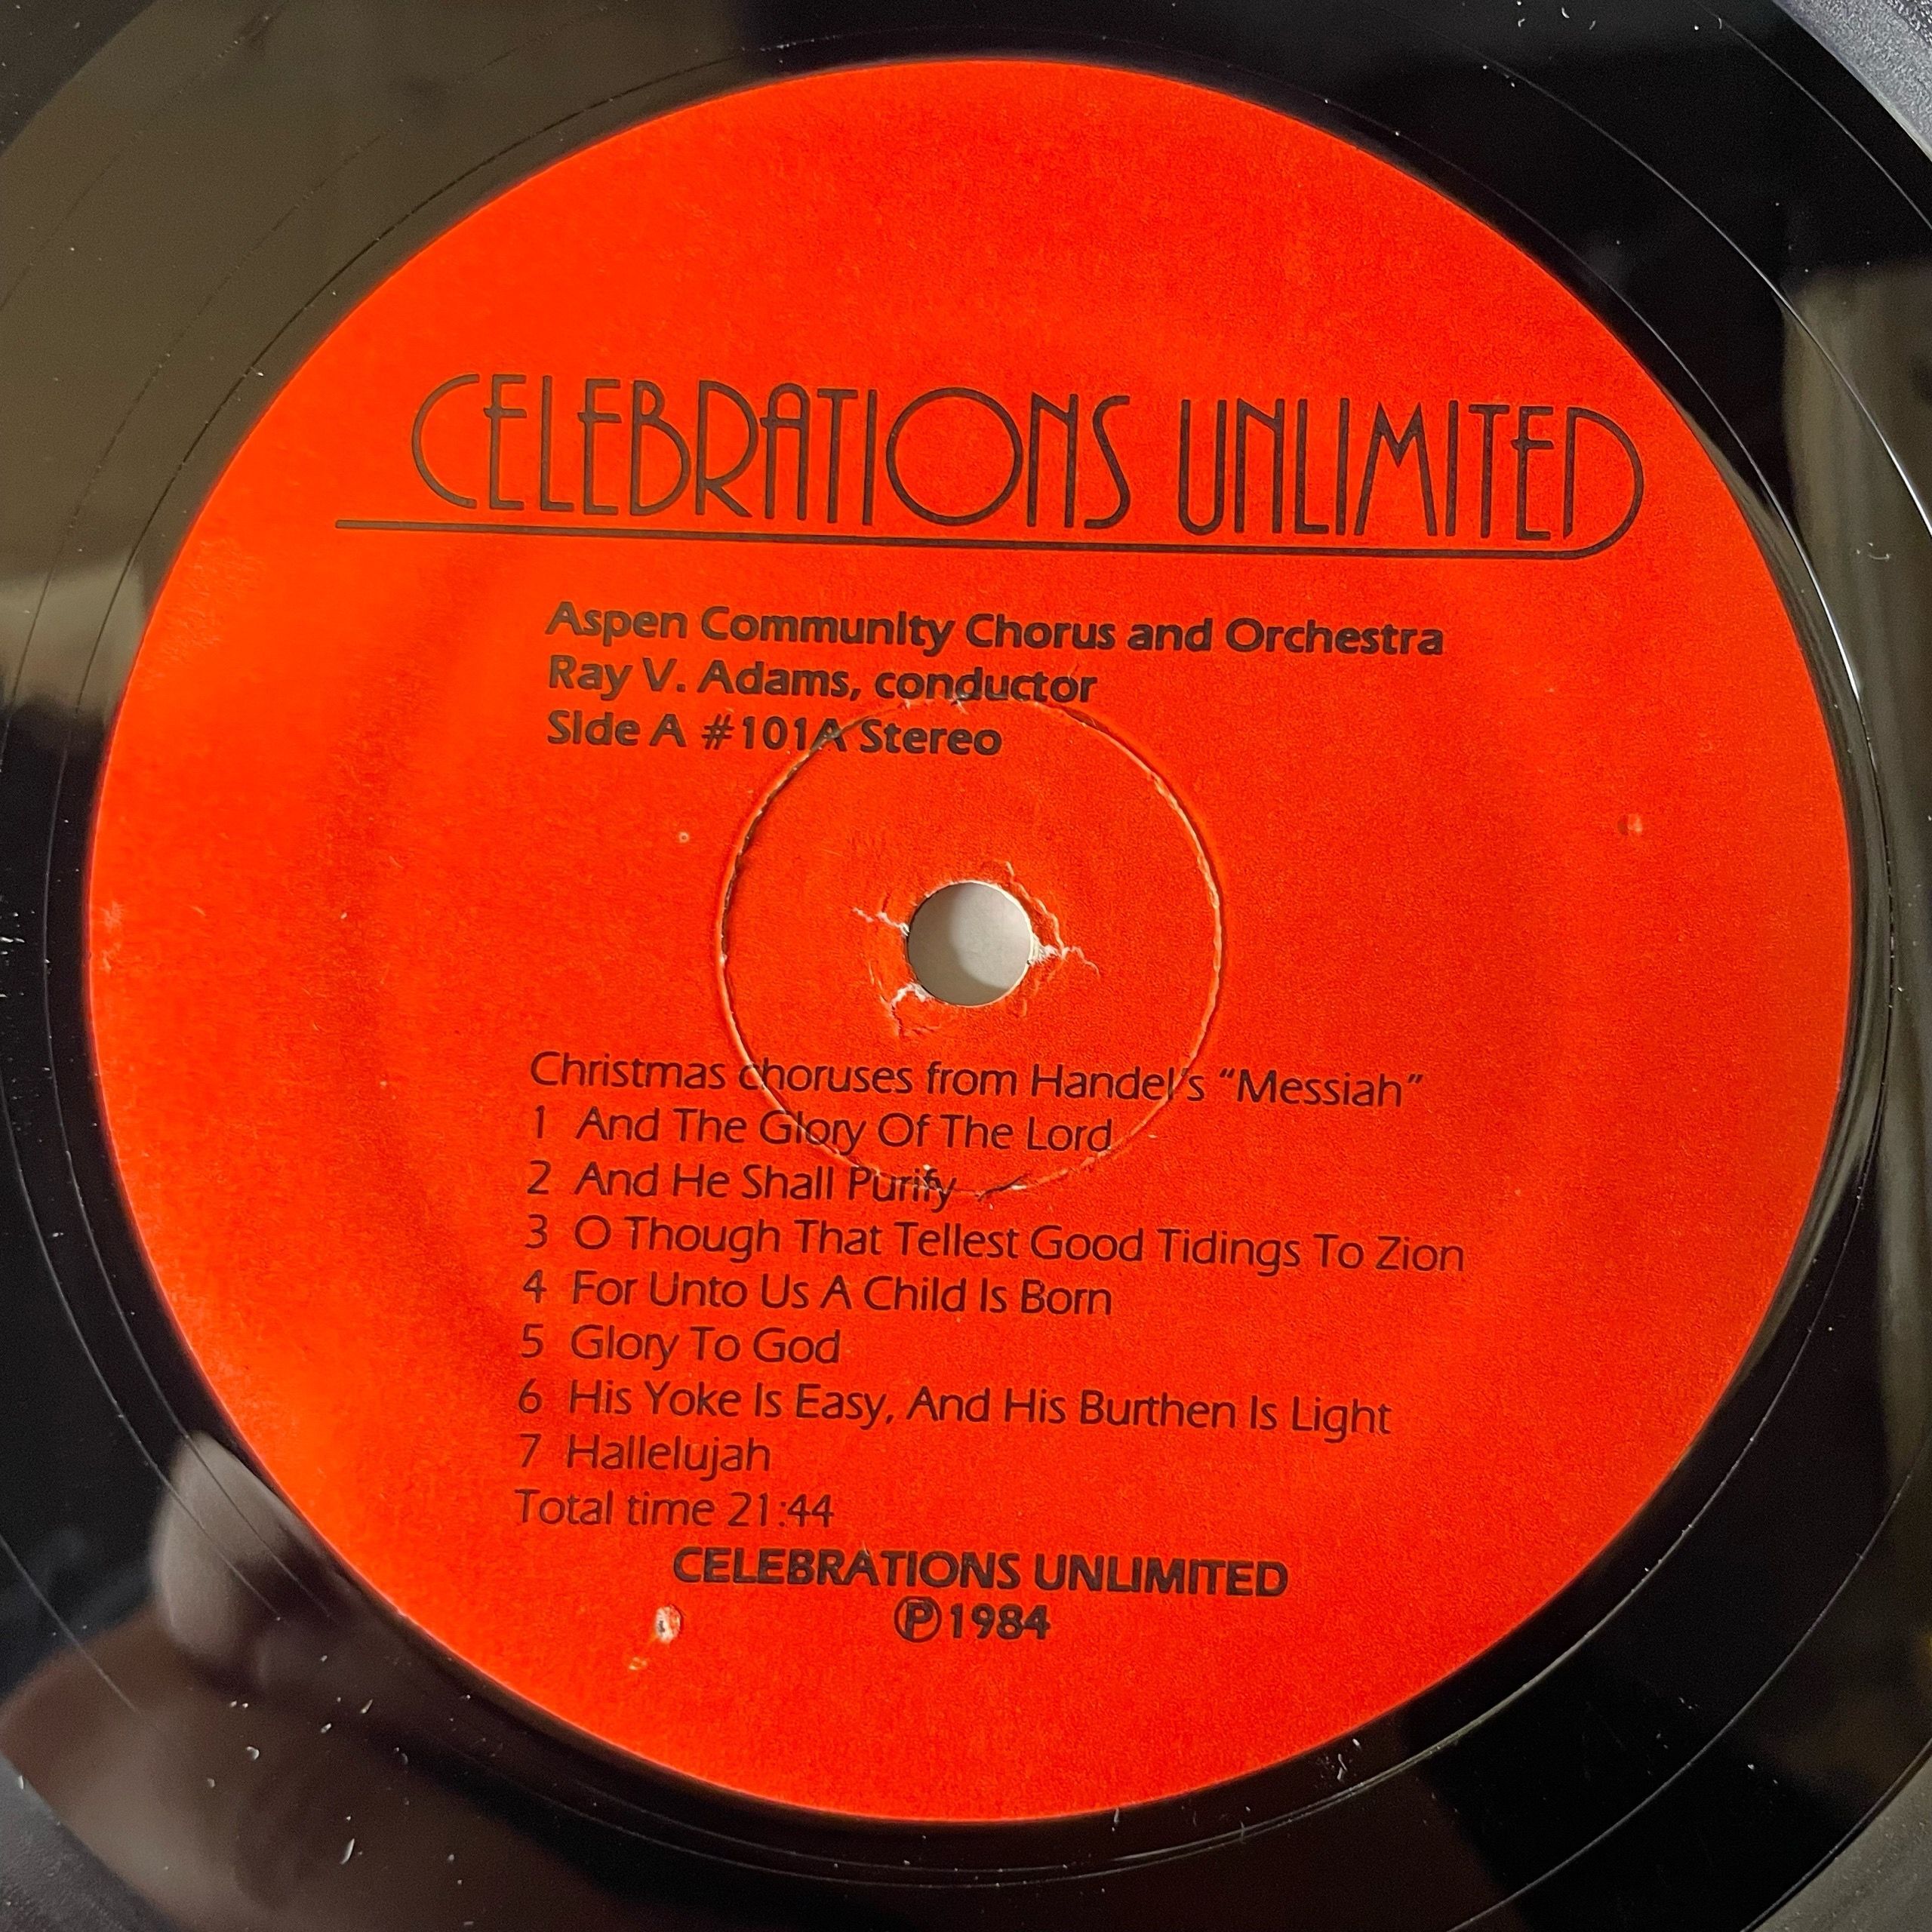 CELEBRATIONS UNLIMITED
Aspen Community Chorus and Orchestra
Ray V. Adams, conductor
Side A #101A Stereo
Christmas choruses from Handel's “Messiah”
1 And The Glory Of The Lord
2 And He Shall Purify
3 O Though That Tellest Good Tidings To Zion
4 For Unto Us A Child Is Born
5 Glory To God
6 His Yoke Is Easy, And His Burthen Is Light
7 Hallelujah
Total time 21:44
CELEBRATIONS UNLIMITED
℗1984